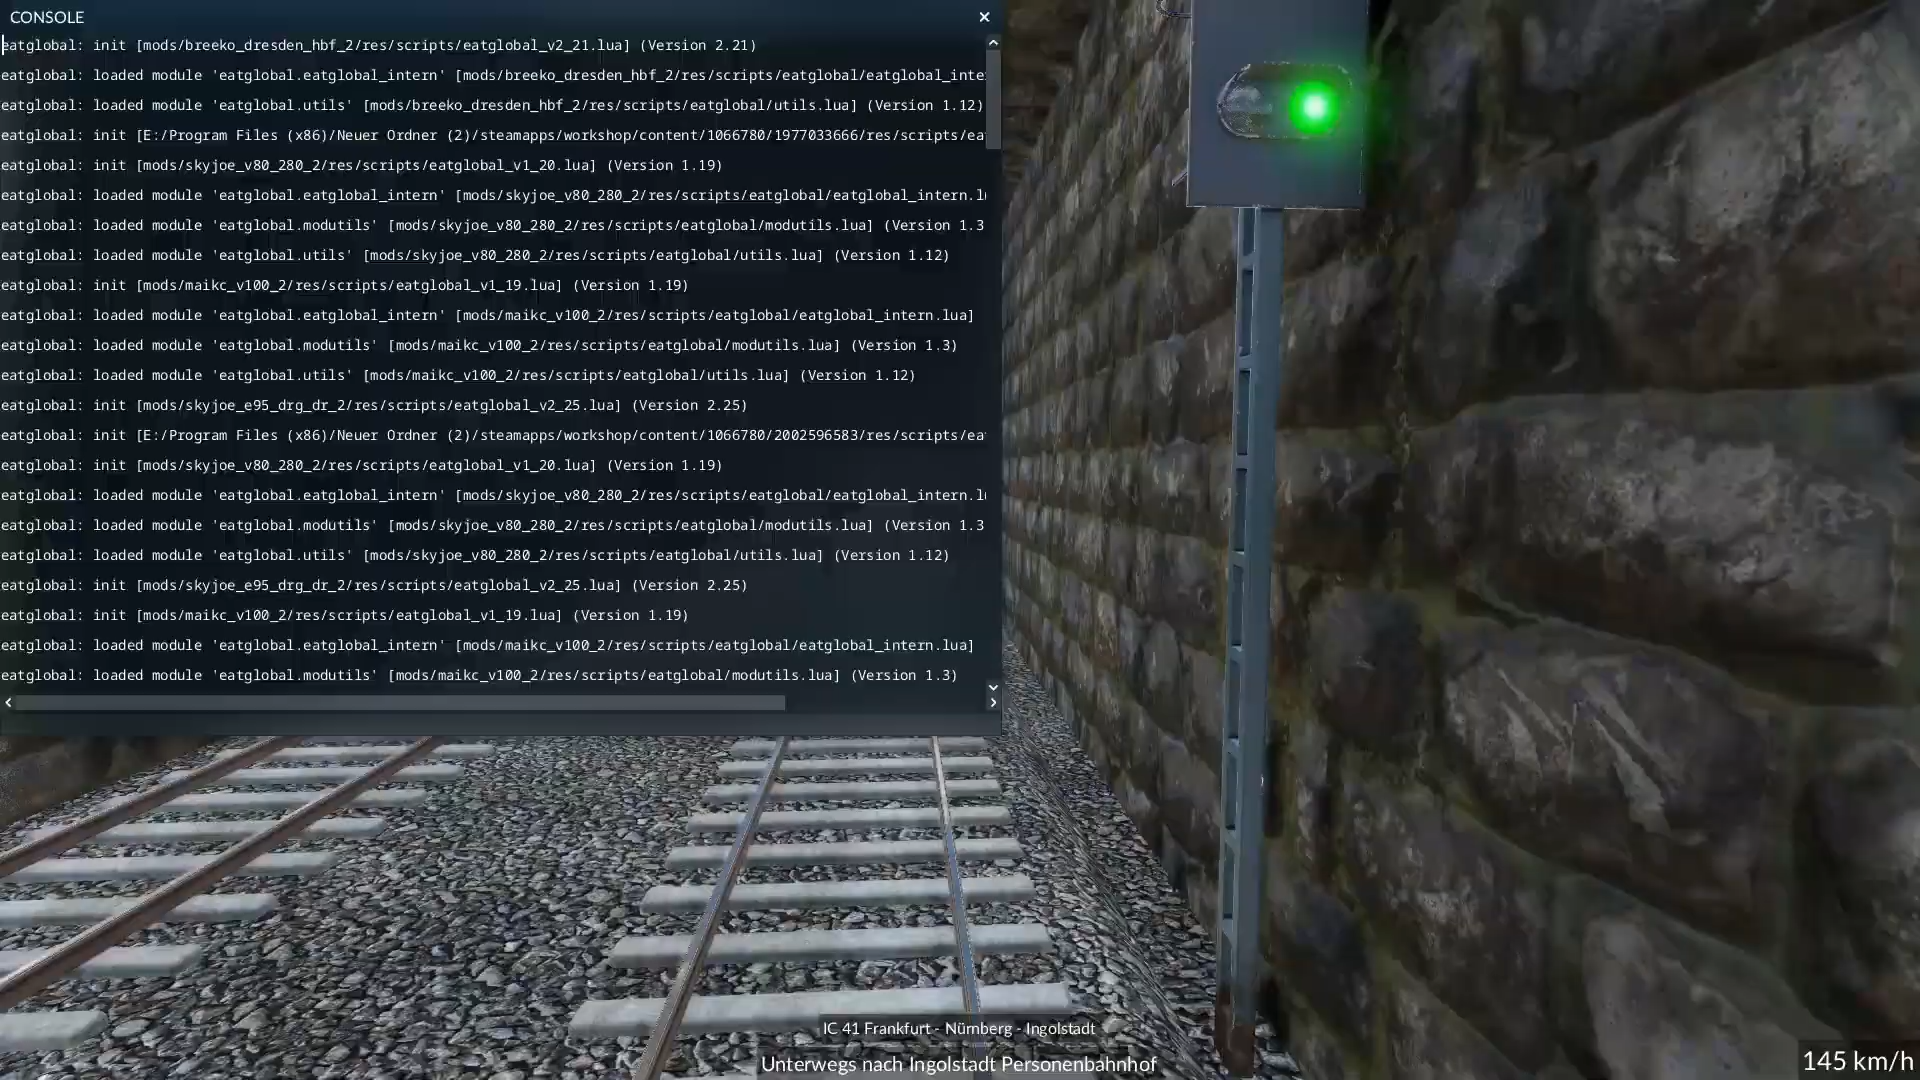 CONSOLE
eatglobal: init [mods/breeko_dresden_hbf_2/res/scripts/eatglobal_v2_21.lua] (Version 2.21)
eatglobal: loaded module 'eatglobal.eatglobal_intern' [mods/breeko_dresden_hbf_2/res/scripts/eatglobal/eatglobal_inte
eatglobal: loaded module 'eatglobal.utils' [mods/breeko_dresden_hbf_2/res/scripts/eatglobal/utils.lua] (Version 1.12)
eatglobal: init [E:/Program Files (x86)/Neuer Ordner (2)/steamapps/workshop/content/1066780/1977033666/res/scripts/ea
eatglobal: init [mods/skyjoe_v80_280_2/res/scripts/eatglobal_v1_20.lua] (Version 1.19)
eatglobal: loaded module 'eatglobal.eatglobal_intern' [mods/skyjoe_v80_280_2/res/scripts/eatglobal/eatglobal_intern.l
eatglobal: loaded module 'eatglobal.modutils' [mods/skyjoe_v80_280_2/res/scripts/eatglobal/modutils.lua] (Version 1.3
eatglobal: loaded module 'eatglobal.utils' [mods/skyjoe_v80_280_2/res/scripts/eatglobal/utils.lua] (Version 1.12)
eatglobal: init [mods/maikc_v100_2/res/scripts/eatglobal_v1_19.lua] (Version 1.19)
eatglobal: loaded module 'eatglobal.eatglobal_intern' [mods/maikc_v100_2/res/scripts/eatglobal/eatglobal_intern.lua]
eatglobal: loaded module 'eatglobal.modutils' [mods/maikc_v100_2/res/scripts/eatglobal/modutils.lua] (Version 1.3)
eatglobal: loaded module 'eatglobal.utils' [mods/maikc_v100_2/res/scripts/eatglobal/utils.lua] (Version 1.12)
eatglobal: init [mods/skyjoe_e95_drg_dr_2/res/scripts/eatglobal_v2_25.lua] (Version 2.25)
eatglobal: init [E:/Program Files (x86)/Neuer Ordner (2)/steamapps/workshop/content/1066780/2002596583/res/scripts/ea
eatglobal: init [mods/skyjoe_v80_280_2/res/scripts/eatglobal_v1_20.lua] (Version 1.19)
eatglobal: loaded module 'eatglobal.eatglobal_intern' [mods/skyjoe_v80_280_2/res/scripts/eatglobal/eatglobal_intern.l
eatglobal: loaded module 'eatglobal.modutils' [mods/skyjoe_v80_280_2/res/scripts/eatglobal/modutils.lua] (Version 1.3
eatglobal: loaded module 'eatglobal.utils' [mods/skyjoe_v80_280_2/res/scripts/eatglobal/utils.lua] (Version 1.12)
eatglobal: init [mods/skyjoe_e95_drg_dr_2/res/scripts/eatglobal_v2_25.lua] (Version 2.25)
eatglobal: init [mods/maikc_v100_2/res/scripts/eatglobal_v1_19.lua] (Version 1.19)
eatglobal: loaded module 'eatglobal.eatglobal_intern' [mods/maikc_v100_2/res/scripts/eatglobal/eatglobal_intern.lua]
eatglobal: loaded module 'eatglobal.modutils' [mods/maikc_v100_2/res/scripts/eatglobal/modutils.lua] (Version 1.3)
IC 41 Frankfurt - Nürnberg - Ingolstadt
Unterwegs nach Ingolstadt Personenbahnhof
145 km/h